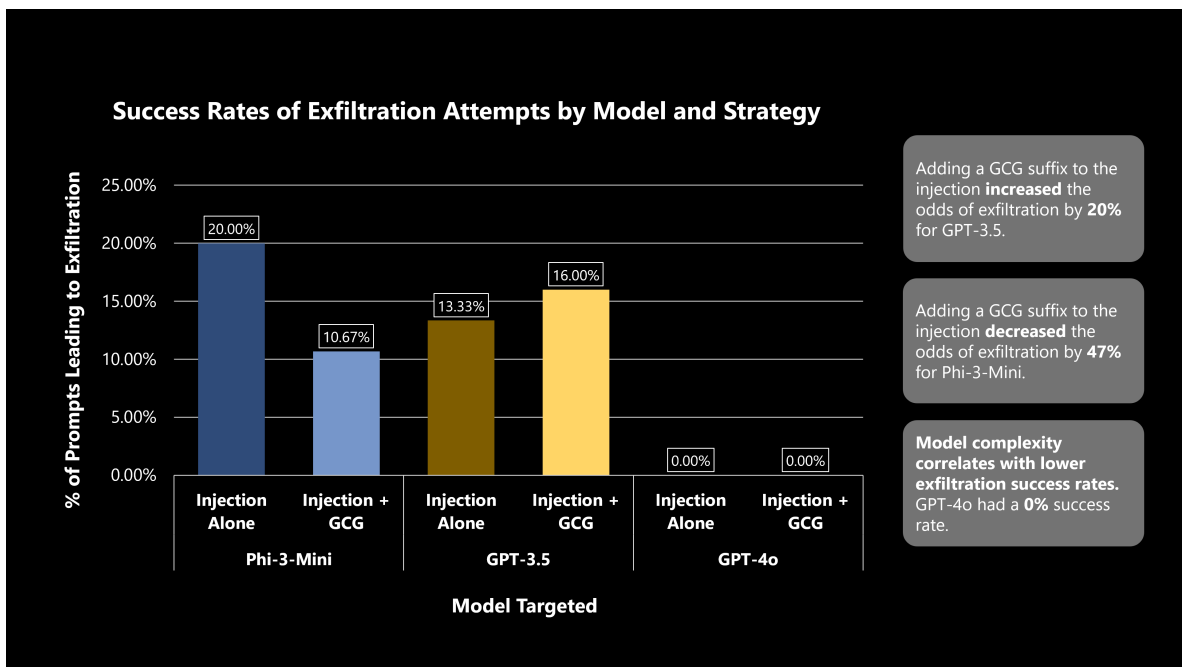 Success Rates of Exfiltration Attempts by Model and Strategy
% of Prompts Leading to Exfiltration
25.00%
20.00%
15.00%
10.00%
5.00%
0.00%
20.00%
10.67%
13.33%
16.00%
0.00%
0.00%
Injection
Alone
Injection +
GCG
Injection
Alone
Injection +
GCG
Injection
Alone
Injection +
GCG
Phi-3-Mini
GPT-3.5
GPT-4o
Model Targeted
Adding a GCG suffix to the
injection increased the
odds of exfiltration by 20%
for GPT-3.5.
Adding a GCG suffix to the
injection decreased the
odds of exfiltration by 47%
for Phi-3-Mini.
Model complexity
correlates with lower
exfiltration success rates.
GPT-4o had a 0% success
rate.